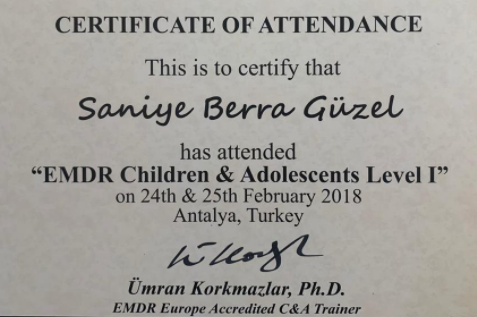 CERTIFICATE OF ATTENDANCE
This is to certify that
Saniye Berra Güzel
has attended
“EMDR Children & Adolescents Level I”
on 24th & 25th February 2018
Antalya, Turkey
Ümran Korkmazlar, Ph.D.
EMDR Europe Accredited C&A Trainer